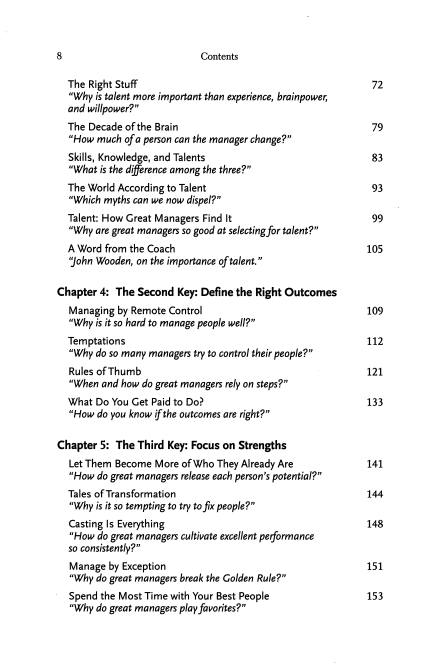 8 Contents
The Right Stuff 72
“Why is talent more important than experience, brainpower,
and willpower?”
The Decade of the Brain 79
“How much of a person can the manager change?”
Skills, Knowledge, and Talents 83
“What is the difference among the three?”
The World According to Talent 93
“Which myths can we now dispel?”
Talent: How Great Managers Find It 99
“Why are great managers so good at selecting for talent?”
A Word from the Coach 105
“John Wooden, on the importance of talent.”
Chapter 4: The Second Key: Define the Right Outcomes
Managing by Remote Control 109
“Why is it so hard to manage people well?”
Temptations 112
“Why do so many managers try to control their people?”
Rules of Thumb 121
“When and how do great managers rely on steps?”
What Do You Get Paid to Do? 133
“How do you know if the outcomes are right?”
Chapter 5: The Third Key: Focus on Strengths
Let Them Become More of Who They Already Are 141
“How do great managers release each person’s potential?”
Tales of Transformation 144
“Why is it so tempting to try to fix people?”
Casting Is Everything 148
“How do great managers cultivate excellent performance
so consistently?”
Manage by Exception 151
“Why do great managers break the Golden Rule?”
Spend the Most Time with Your Best People 153
“Why do great managers play favorites?”